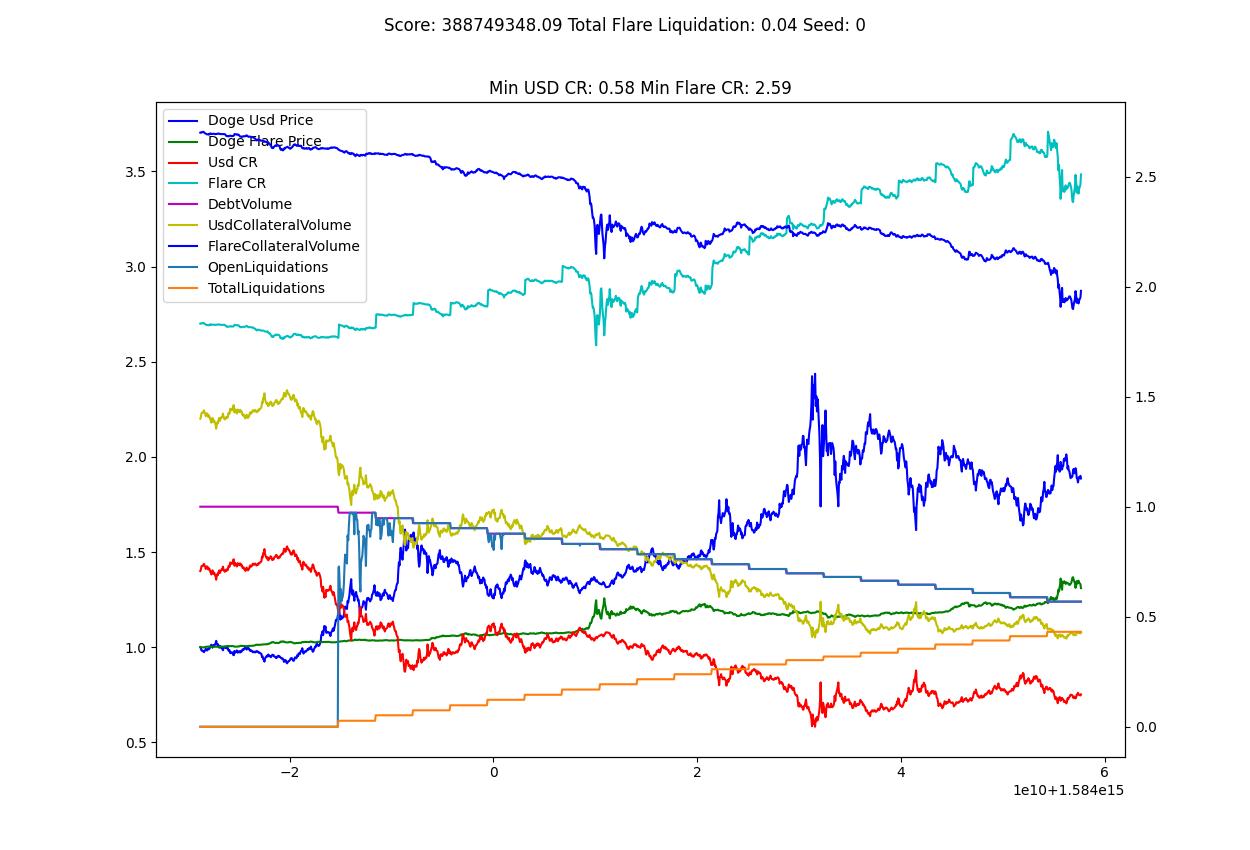 Score: 388749348.09 Total Flare Liquidation: 0.04 Seed: 0
Min USD CR: 0.58 Min Flare CR: 2.59
Doge Usd Price
Doge Flare Price
Usd CR
Flare CR
DebtVolume
UsdCollateralVolume
FlareCollateralVolume
OpenLiquidations
TotalLiquidations
3.5
3.0
2.5
2.0
1.5
1.0
0.5
2.5
2.0
1.5
1.0
0.5
0.0
−2
0
2
4
6
1e10+1.584e15